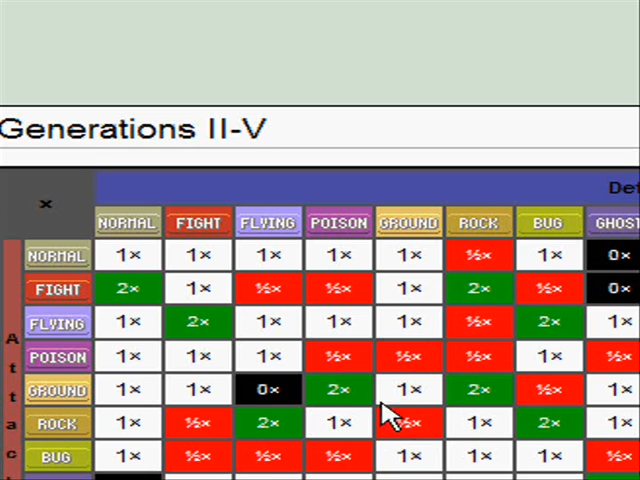 Generations II-V
×
NORMAL FIGHT FLYING POISON GROUND ROCK BUG GHOST
NORMAL 1× 1× 1× 1× 1× ½× 1× 0×
FIGHT 2× 1× ½× ½× 1× 2× ½× 0×
FLYING 1× 2× 1× 1× 1× ½× 2× 1×
POISON 1× 1× 1× ½× ½× ½× 1× ½×
GROUND 1× 1× 0× 2× 1× 2× ½× 1×
ROCK 1× ½× 2× 1× ½× 1× 2× 1×
BUG 1× ½× ½× ½× 1× 1× 1× ½×
A
t
t
a
c